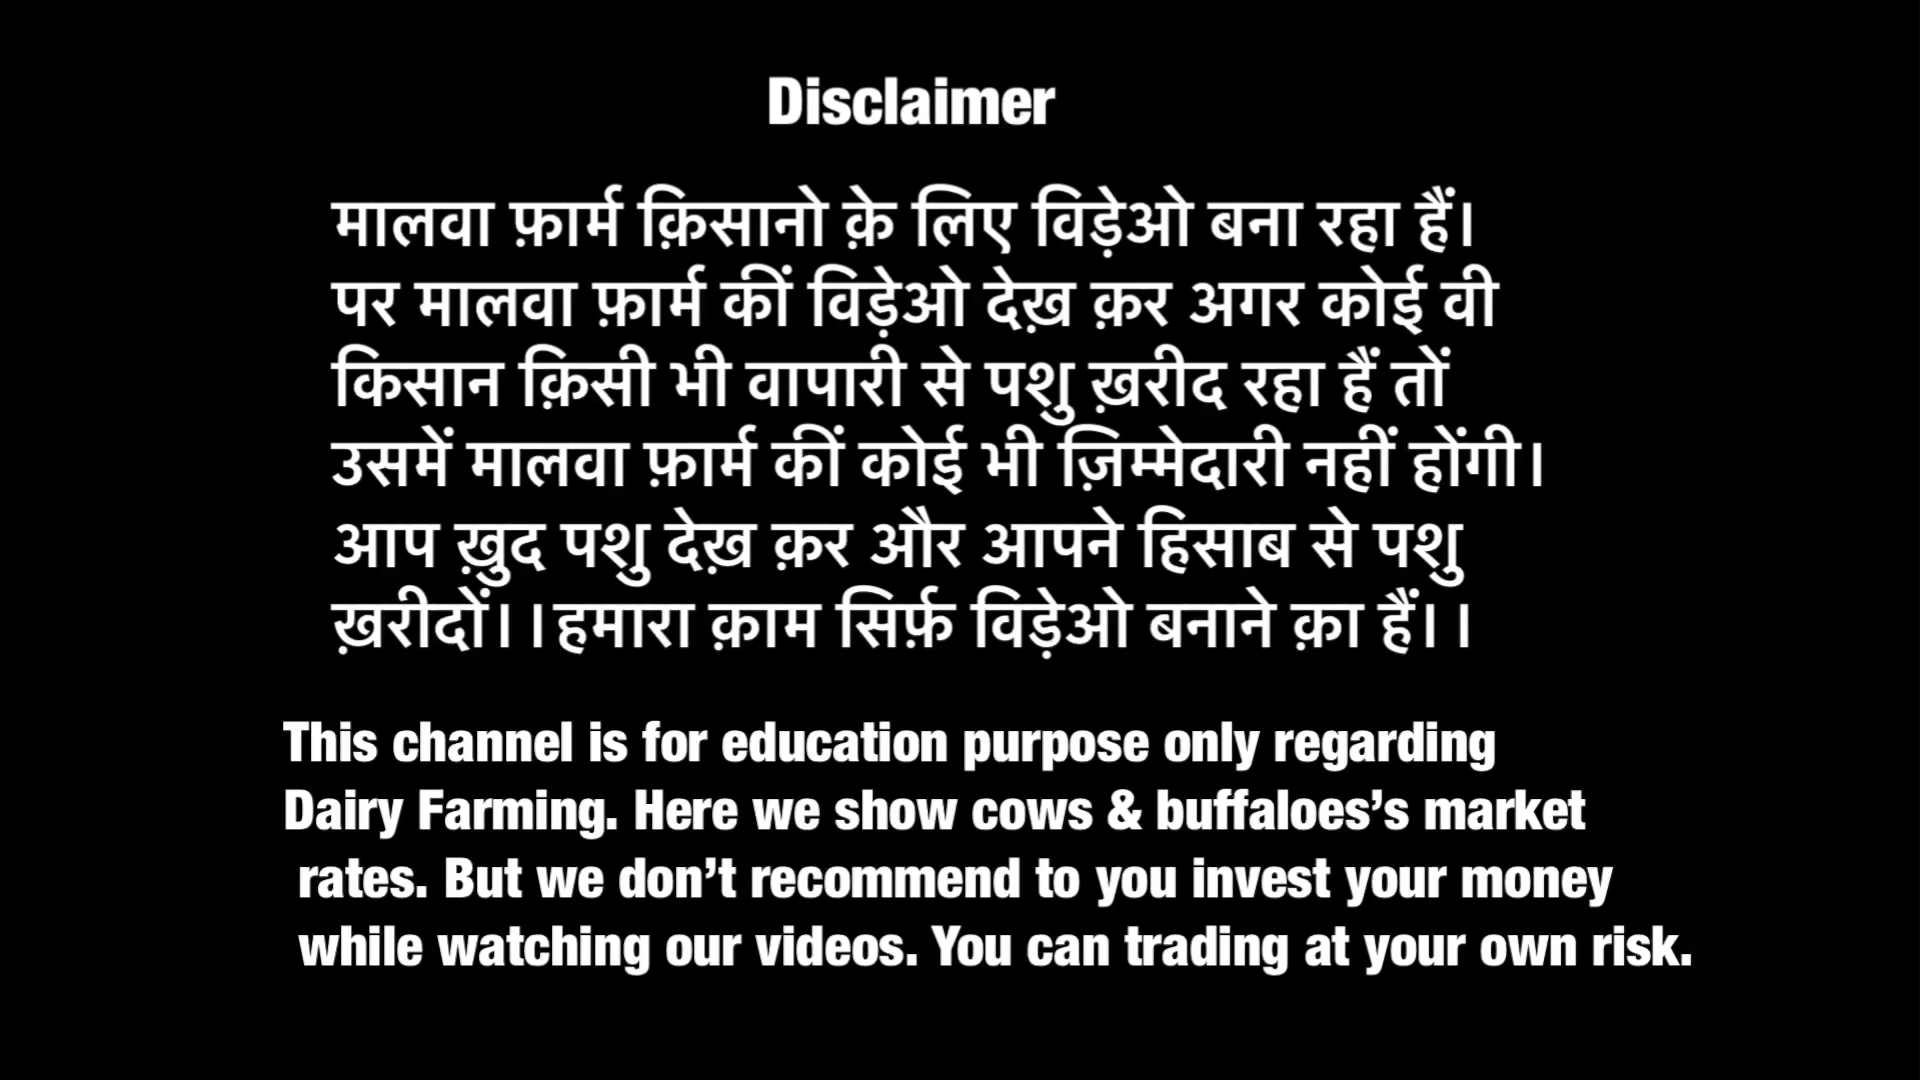 Disclaimer
मालवा फ़ार्म क़िसानो क़े लिए विड़ेओ बना रहा हैं।
पर मालवा फ़ार्म कीं विड़ेओ देख़ क़र अगर कोई वी
किसान क़िसी भी वापारी से पशु ख़रीद रहा हैं तों
उसमें मालवा फ़ार्म कीं कोई भी ज़िम्मेदारी नहीं होंगी।
आप ख़ुद पशु देख़ क़र और आपने हिसाब से पशु
ख़रीदों।।हमारा क़ाम सिर्फ़ विड़ेओ बनाने क़ा हैं।।
This channel is for education purpose only regarding
Dairy Farming. Here we show cows & buffaloes’s market
rates. But we don’t recommend to you invest your money
while watching our videos. You can trading at your own risk.